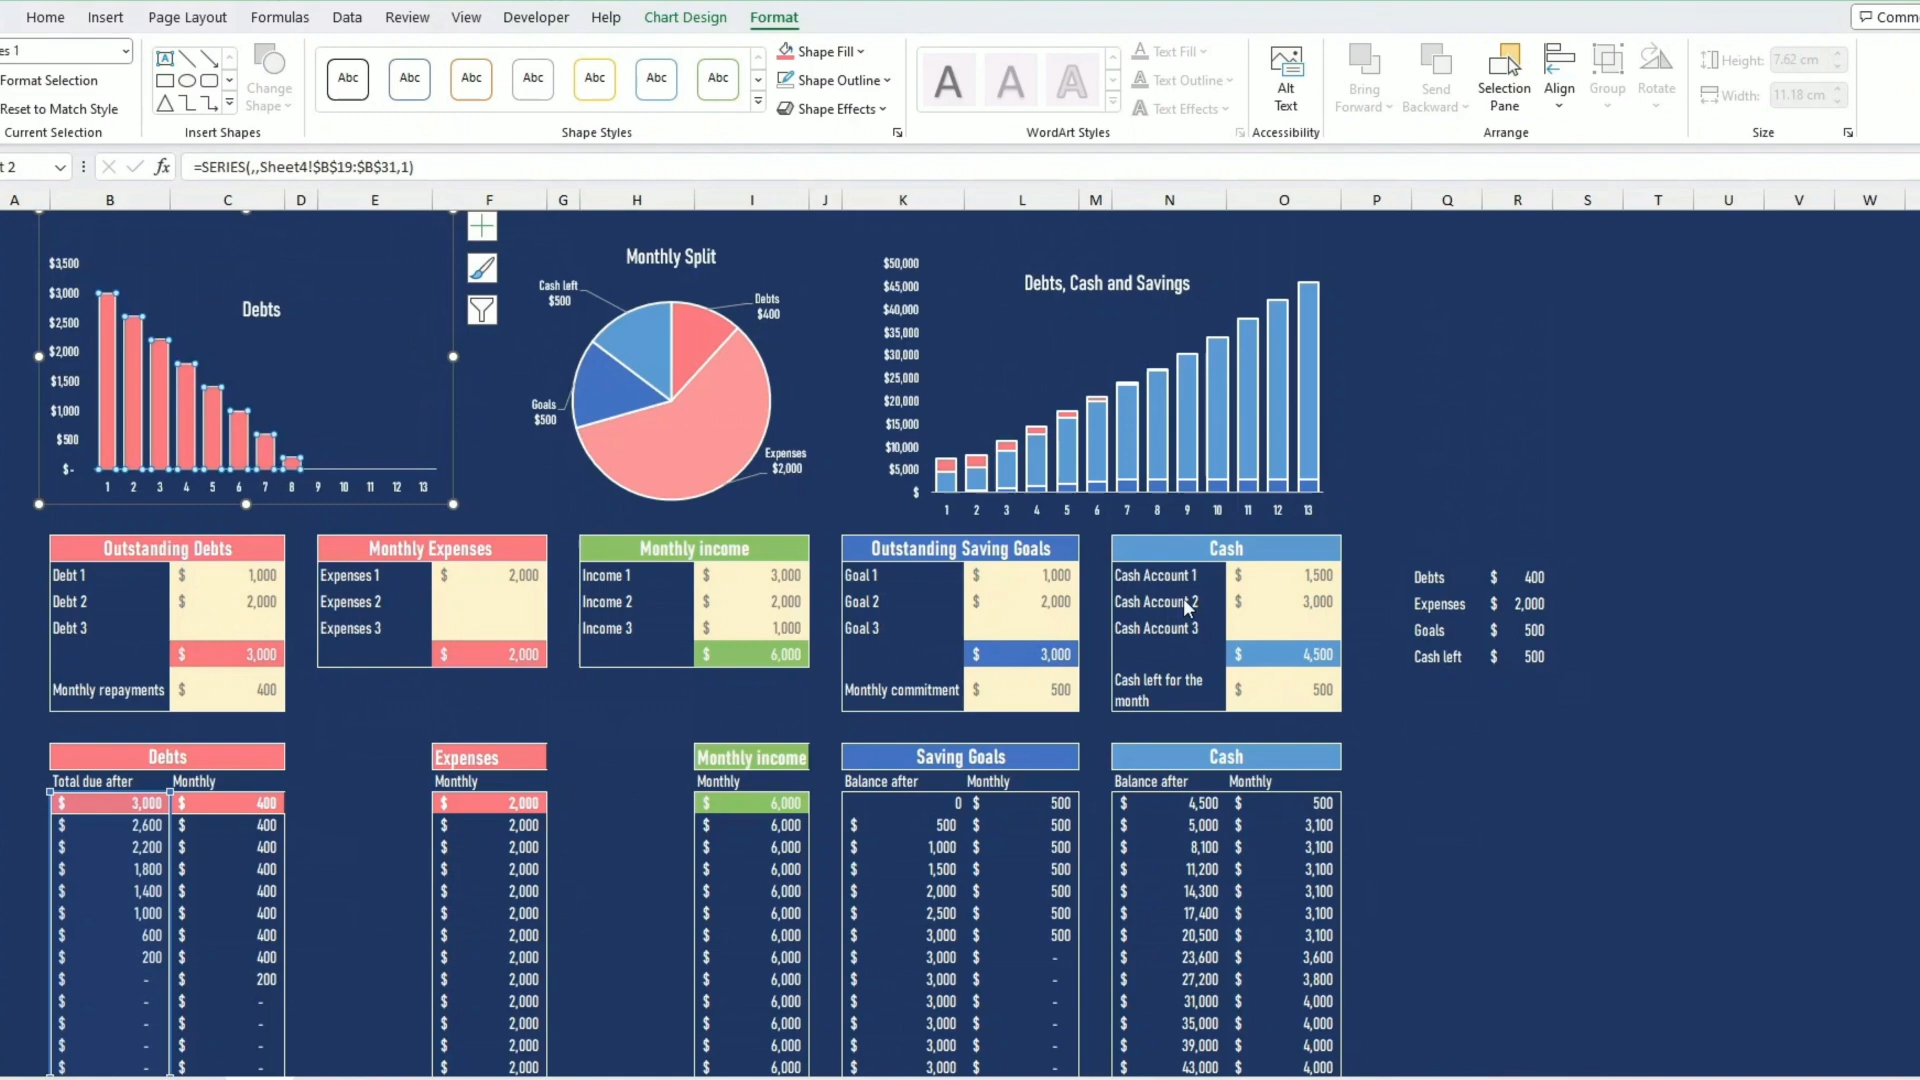 Home Insert Page Layout Formulas Data Review View Developer Help Chart Design Format
es 1
Format Selection
Reset to Match Style
Current Selection
Change Shape
Insert Shapes
Abc Abc Abc Abc Abc Abc Abc
Shape Fill
Shape Outline
Shape Effects
Shape Styles
A A A
Text Fill
Text Outline
Text Effects
WordArt Styles
Alt Text
Accessibility
Bring Forward
Send Backward
Selection Pane
Align
Group
Rotate
Arrange
Height: 7.62 cm
Width: 11.18 cm
Size
t 2 fx =SERIES(,,Sheet4!$B$19:$B$31,1)
A B C D E F G H I J K L M N O P Q R S T U V W
Debts
$3,500
$3,000
$2,500
$2,000
$1,500
$1,000
$500
$-
1 2 3 4 5 6 7 8 9 10 11 12 13
Monthly Split
Cash left
$500
Debts
$400
Goals
$500
Expenses
$2,000
Debts, Cash and Savings
$50,000
$45,000
$40,000
$35,000
$30,000
$25,000
$20,000
$15,000
$10,000
$5,000
$
1 2 3 4 5 6 7 8 9 10 11 12 13
Outstanding Debts
Debt 1 $ 1,000
Debt 2 $ 2,000
Debt 3
$ 3,000
Monthly repayments $ 400
Monthly Expenses
Expenses 1 $ 2,000
Expenses 2
Expenses 3
$ 2,000
Monthly income
Income 1 $ 3,000
Income 2 $ 2,000
Income 3 $ 1,000
$ 6,000
Outstanding Saving Goals
Goal 1 $ 1,000
Goal 2 $ 2,000
Goal 3
$ 3,000
Monthly commitment $ 500
Cash
Cash Account 1 $ 1,500
Cash Account 2 $ 3,000
Cash Account 3
$ 4,500
Cash left for the
month $ 500
Debts $ 400
Expenses $ 2,000
Goals $ 500
Cash left $ 500
Debts
Total due after Monthly
$ 3,000 $ 400
$ 2,600 $ 400
$ 2,200 $ 400
$ 1,800 $ 400
$ 1,400 $ 400
$ 1,000 $ 400
$ 600 $ 400
$ 200 $ 400
$ - $ 200
$ - $ -
$ - $ -
$ - $ -
$ - $ -
Expenses
Monthly
$ 2,000
$ 2,000
$ 2,000
$ 2,000
$ 2,000
$ 2,000
$ 2,000
$ 2,000
$ 2,000
$ 2,000
$ 2,000
$ 2,000
$ 2,000
Monthly income
Monthly
$ 6,000
$ 6,000
$ 6,000
$ 6,000
$ 6,000
$ 6,000
$ 6,000
$ 6,000
$ 6,000
$ 6,000
$ 6,000
$ 6,000
$ 6,000
Saving Goals
Balance after Monthly
0 $ 500
$ 500 $ 500
$ 1,000 $ 500
$ 1,500 $ 500
$ 2,000 $ 500
$ 2,500 $ 500
$ 3,000 $ 500
$ 3,000 $ -
$ 3,000 $ -
$ 3,000 $ -
$ 3,000 $ -
$ 3,000 $ -
$ 3,000 $ -
Cash
Balance after Monthly
$ 4,500 $ 500
$ 5,000 $ 3,100
$ 8,100 $ 3,100
$ 11,200 $ 3,100
$ 14,300 $ 3,100
$ 17,400 $ 3,100
$ 20,500 $ 3,100
$ 23,600 $ 3,600
$ 27,200 $ 3,800
$ 31,000 $ 4,000
$ 35,000 $ 4,000
$ 39,000 $ 4,000
$ 43,000 $ 4,000